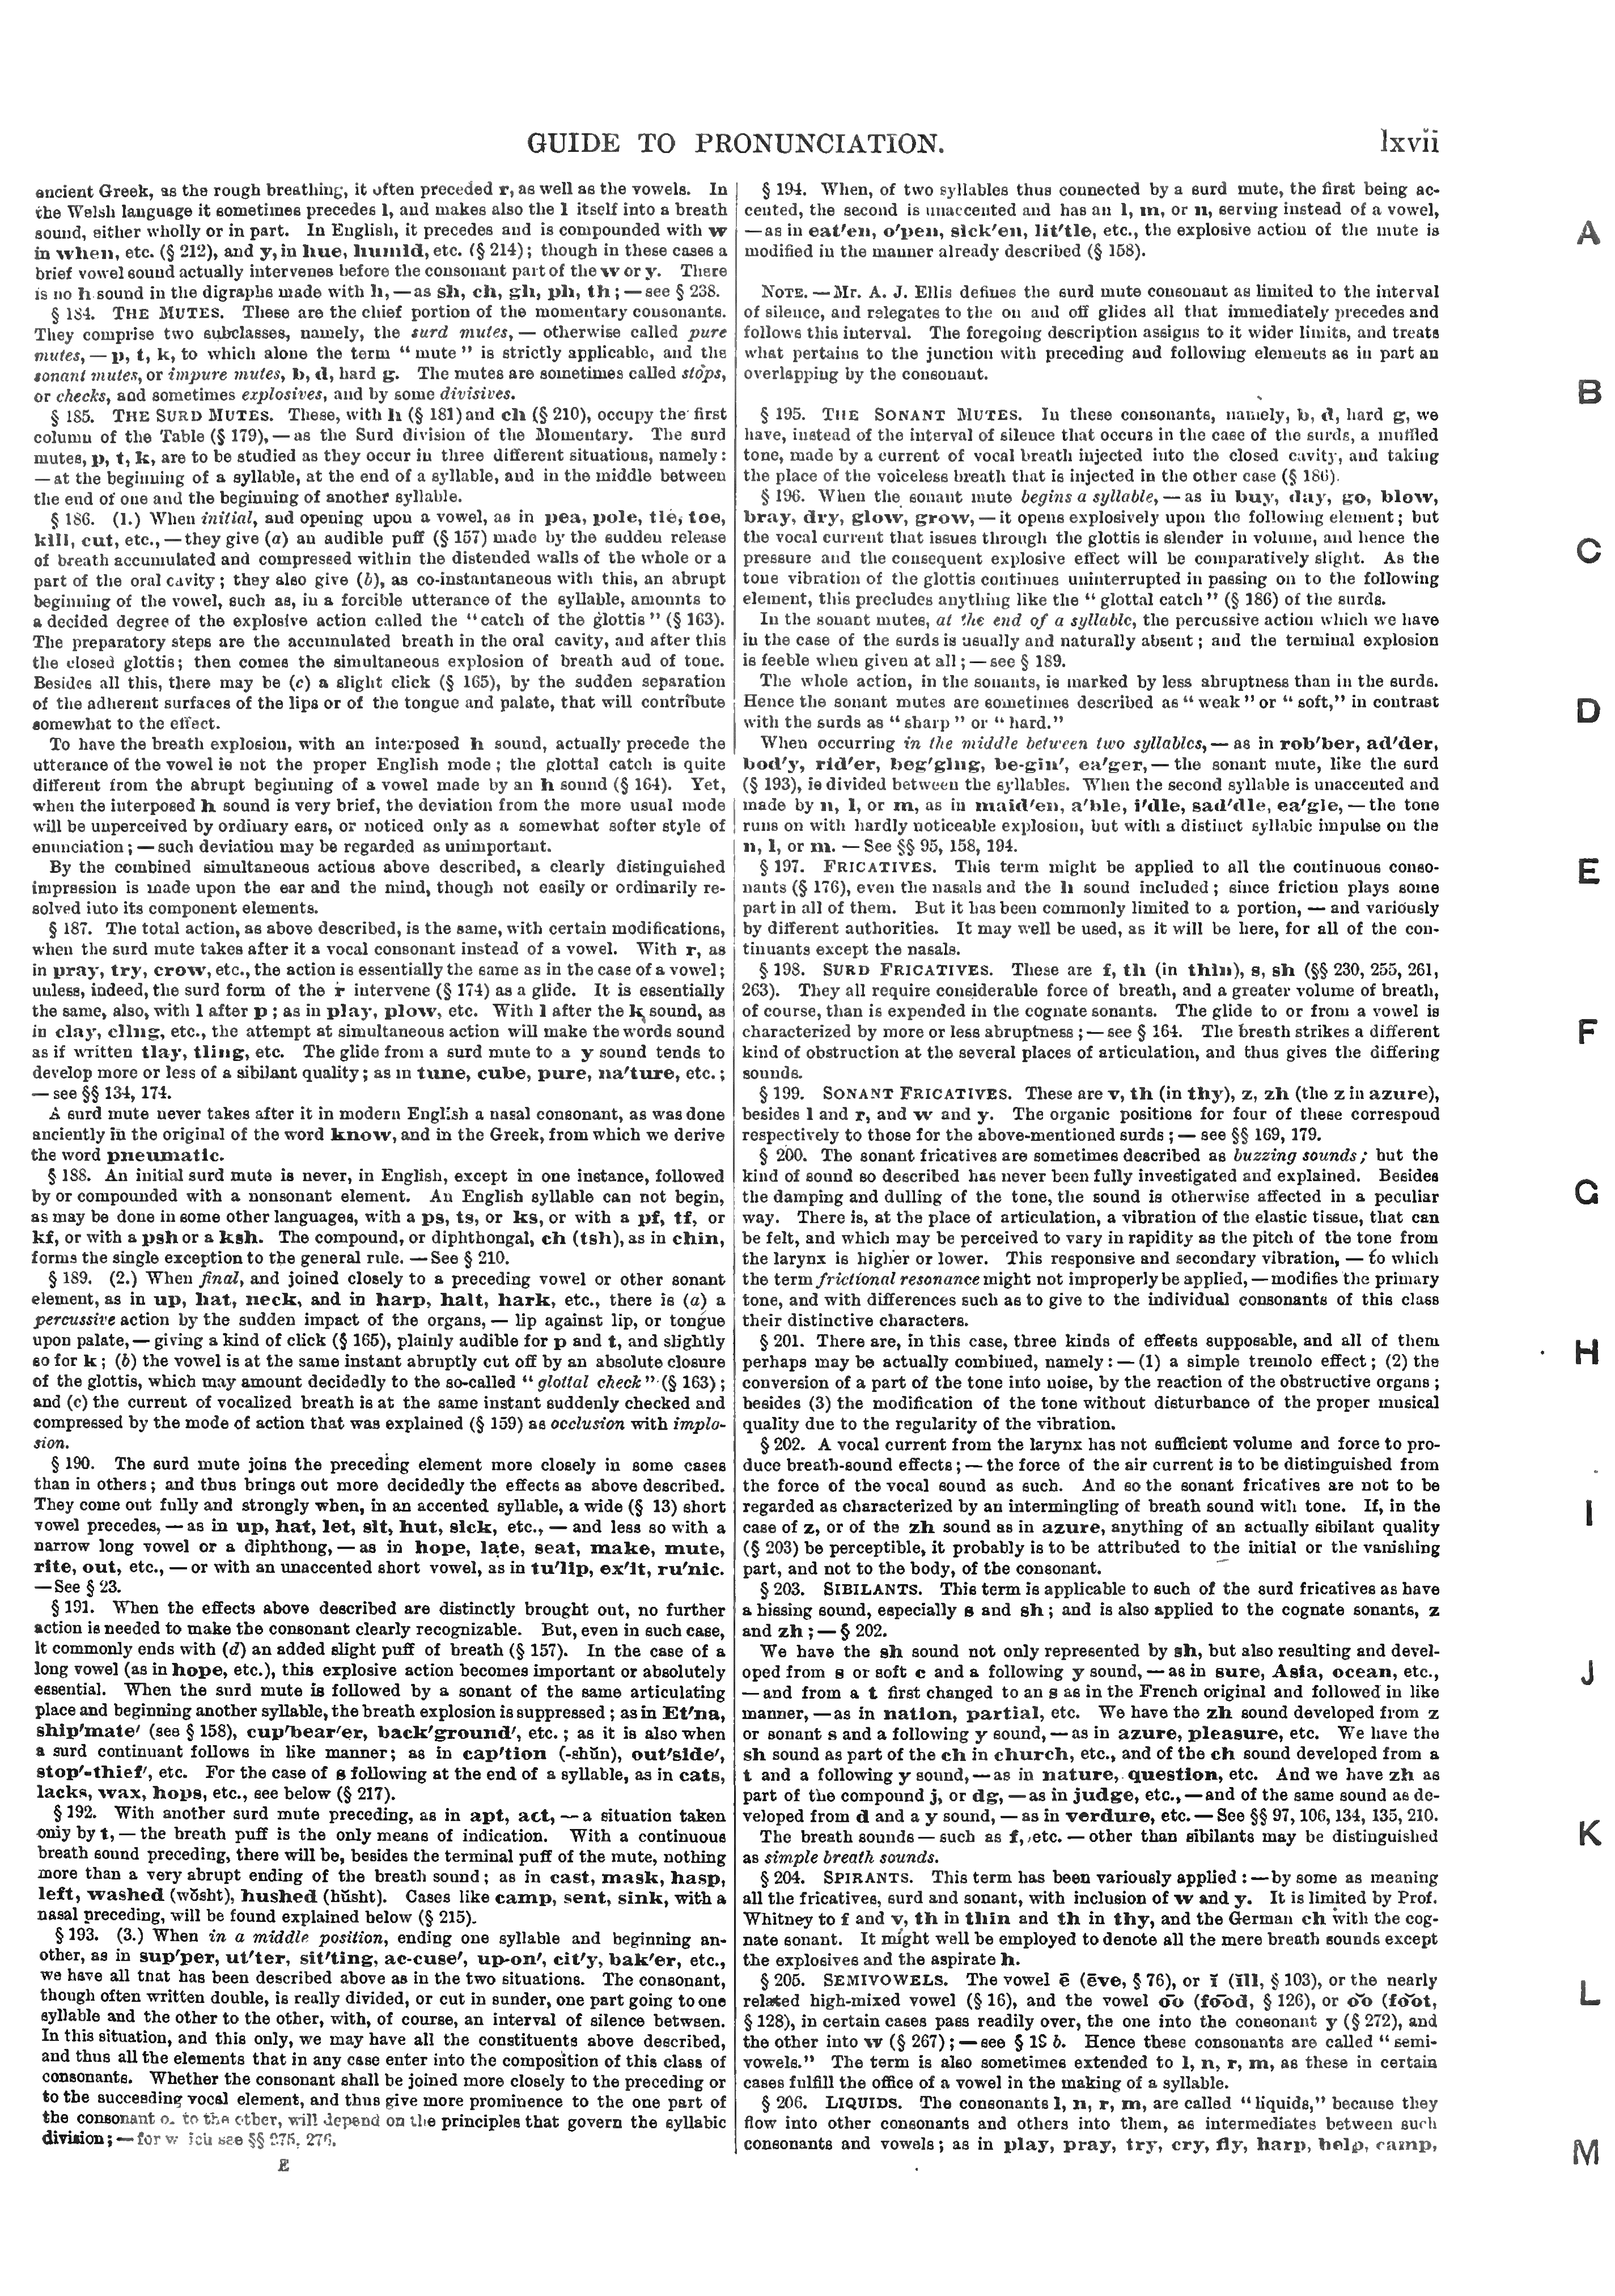 GUIDE TO PRONUNCIATION.
lxvii
ancient Greek, as the rough breathing, it often preceded r, as well as the vowels. In
the Welsh language it sometimes precedes l, and makes also the l itself into a breath
sound, either wholly or in part. In English, it precedes and is compounded with w
in when, etc. (§ 212), and y, in hue, humid, etc. (§ 214); though in these cases a
brief vowel sound actually intervenes before the consonant part of the w or y. There
is no h sound in the digraphs made with h, — as sh, ch, gh, ph, th; — see § 238.
§ 184. THE MUTES. These are the chief portion of the momentary consonants.
They comprise two subclasses, namely, the surd mutes, — otherwise called pure
mutes, — p, t, k, to which alone the term “mute” is strictly applicable, and the
sonant mutes, or impure mutes, b, d, hard g. The mutes are sometimes called stops,
or checks, and sometimes explosives, and by some divisives.
§ 185. THE SURD MUTES. These, with h (§ 181) and ch (§ 210), occupy the first
column of the Table (§ 179), — as the Surd division of the Momentary. The surd
mutes, p, t, k, are to be studied as they occur in three different situations, namely:
— at the beginning of a syllable, at the end of a syllable, and in the middle between
the end of one and the beginning of another syllable.
§ 186. (1.) When initial, and opening upon a vowel, as in pea, pole, tie, toe,
kill, cut, etc., — they give (a) an audible puff (§ 157) made by the sudden release
of breath accumulated and compressed within the distended walls of the whole or a
part of the oral cavity; they also give (b), as co-instantaneous with this, an abrupt
beginning of the vowel, such as, in a forcible utterance of the syllable, amounts to
a decided degree of the explosive action called the “catch of the glottis” (§ 163).
The preparatory steps are the accumulated breath in the oral cavity, and after this
the closed glottis; then comes the simultaneous explosion of breath and of tone.
Besides all this, there may be (c) a slight click (§ 165), by the sudden separation
of the adherent surfaces of the lips or of the tongue and palate, that will contribute
somewhat to the effect.
To have the breath explosion, with an interposed h sound, actually precede the
utterance of the vowel is not the proper English mode; the glottal catch is quite
different from the abrupt beginning of a vowel made by an h sound (§ 164). Yet,
when the interposed h sound is very brief, the deviation from the more usual mode
will be unperceived by ordinary ears, or noticed only as a somewhat softer style of
enunciation; — such deviation may be regarded as unimportant.
By the combined simultaneous actions above described, a clearly distinguished
impression is made upon the ear and the mind, though not easily or ordinarily re-
solved into its component elements.
§ 187. The total action, as above described, is the same, with certain modifications,
when the surd mute takes after it a vocal consonant instead of a vowel. With r, as
in pray, try, crow, etc., the action is essentially the same as in the case of a vowel;
unless, indeed, the surd form of the r intervene (§ 174) as a glide. It is essentially
the same, also, with l after p; as in play, plow, etc. With l after the k sound, as
in clay, cling, etc., the attempt at simultaneous action will make the words sound
as if written tlay, tling, etc. The glide from a surd mute to a y sound tends to
develop more or less of a sibilant quality; as in tune, cube, pure, na′ture, etc.;
— see §§ 134, 174.
A surd mute never takes after it in modern English a nasal consonant, as was done
anciently in the original of the word know, and in the Greek, from which we derive
the word pneumatic.
§ 188. An initial surd mute is never, in English, except in one instance, followed
by or compounded with a nonsonant element. An English syllable can not begin,
as may be done in some other languages, with a ps, ts, or ks, or with a pf, tf, or
kf, or with a psh or a ksh. The compound, or diphthongal, ch (tsh), as in chin,
forms the single exception to the general rule. — See § 210.
§ 189. (2.) When final, and joined closely to a preceding vowel or other sonant
element, as in up, hat, neck, and in harp, halt, hark, etc., there is (a) a
percussive action by the sudden impact of the organs, — lip against lip, or tongue
upon palate, — giving a kind of click (§ 165), plainly audible for p and t, and slightly
so for k; (b) the vowel is at the same instant abruptly cut off by an absolute closure
of the glottis, which may amount decidedly to the so-called “glottal check” (§ 163);
and (c) the current of vocalized breath is at the same instant suddenly checked and
compressed by the mode of action that was explained (§ 159) as occlusion with implo-
sion.
§ 190. The surd mute joins the preceding element more closely in some cases
than in others; and thus brings out more decidedly the effects as above described.
They come out fully and strongly when, in an accented syllable, a wide (§ 13) short
vowel precedes, — as in up, hat, let, sit, hut, sick, etc., — and less so with a
narrow long vowel or a diphthong, — as in hope, late, seat, make, mute,
rite, out, etc., — or with an unaccented short vowel, as in tu′lip, ex′it, ru′nic.
— See § 23.
§ 191. When the effects above described are distinctly brought out, no further
action is needed to make the consonant clearly recognizable. But, even in such case,
it commonly ends with (d) an added slight puff of breath (§ 157). In the case of a
long vowel (as in hope, etc.), this explosive action becomes important or absolutely
essential. When the surd mute is followed by a sonant of the same articulating
place and beginning another syllable, the breath explosion is suppressed; as in Et′na,
ship′mate′ (see § 158), cup′bear′er, back′ground′, etc.; as it is also when
a surd continuant follows in like manner; as in cap′tion (-shŭn), out′side′,
stop′-thief′, etc. For the case of s following at the end of a syllable, as in cats,
lacks, wax, hops, etc., see below (§ 217).
§ 192. With another surd mute preceding, as in apt, act, — a situation taken
only by t, — the breath puff is the only means of indication. With a continuous
breath sound preceding, there will be, besides the terminal puff of the mute, nothing
more than a very abrupt ending of the breath sound; as in cast, mask, hasp,
left, washed (wŏsht), hushed (hŭsht). Cases like camp, sent, sink, with a
nasal preceding, will be found explained below (§ 215).
§ 193. (3.) When in a middle position, ending one syllable and beginning an-
other, as in sup′per, ut′ter, sit′ting, ac-cuse′, up-on′, cit′y, bak′er, etc.,
we have all that has been described above as in the two situations. The consonant,
though often written double, is really divided, or cut in sunder, one part going to one
syllable and the other to the other, with, of course, an interval of silence between.
In this situation, and this only, we may have all the constituents above described,
and thus all the elements that in any case enter into the composition of this class of
consonants. Whether the consonant shall be joined more closely to the preceding or
to the succeeding vocal element, and thus give more prominence to the one part of
the consonant or to the other, will depend on the principles that govern the syllabic
division; — for which see §§ 275, 276.
E
§ 194. When, of two syllables thus connected by a surd mute, the first being ac-
cented, the second is unaccented and has an l, m, or n, serving instead of a vowel,
— as in eat′en, o′pen, sick′en, lit′tle, etc., the explosive action of the mute is
modified in the manner already described (§ 158).
NOTE. — Mr. A. J. Ellis defines the surd mute consonant as limited to the interval
of silence, and relegates to the on and off glides all that immediately precedes and
follows this interval. The foregoing description assigns to it wider limits, and treats
what pertains to the junction with preceding and following elements as in part an
overlapping by the consonant.
§ 195. THE SONANT MUTES. In these consonants, namely, b, d, hard g, we
have, instead of the interval of silence that occurs in the case of the surds, a muffled
tone, made by a current of vocal breath injected into the closed cavity, and taking
the place of the voiceless breath that is injected in the other case (§ 186).
§ 196. When the sonant mute begins a syllable, — as in buy, day, go, blow,
bray, dry, glow, grow, — it opens explosively upon the following element; but
the vocal current that issues through the glottis is slender in volume, and hence the
pressure and the consequent explosive effect will be comparatively slight. As the
tone vibration of the glottis continues uninterrupted in passing on to the following
element, this precludes anything like the “glottal catch” (§ 186) of the surds.
In the sonant mutes, at the end of a syllable, the percussive action which we have
in the case of the surds is usually and naturally absent; and the terminal explosion
is feeble when given at all; — see § 189.
The whole action, in the sonants, is marked by less abruptness than in the surds.
Hence the sonant mutes are sometimes described as “weak” or “soft,” in contrast
with the surds as “sharp” or “hard.”
When occurring in the middle between two syllables, — as in rob′ber, ad′der,
bod′y, rid′er, beg′ging, be-gin′, ea′ger, — the sonant mute, like the surd
(§ 193), is divided between the syllables. When the second syllable is unaccented and
made by n, l, or m, as in maid′en, a′ble, i′dle, sad′dle, ea′gle, — the tone
runs on with hardly noticeable explosion, but with a distinct syllabic impulse on the
n, l, or m. — See §§ 95, 158, 194.
§ 197. FRICATIVES. This term might be applied to all the continuous conso-
nants (§ 176), even the nasals and the h sound included; since friction plays some
part in all of them. But it has been commonly limited to a portion, — and variously
by different authorities. It may well be used, as it will be here, for all of the con-
tinuants except the nasals.
§ 198. SURD FRICATIVES. These are f, th (in thin), s, sh (§§ 230, 255, 261,
263). They all require considerable force of breath, and a greater volume of breath,
of course, than is expended in the cognate sonants. The glide to or from a vowel is
characterized by more or less abruptness; — see § 164. The breath strikes a different
kind of obstruction at the several places of articulation, and thus gives the differing
sounds.
§ 199. SONANT FRICATIVES. These are v, th (in thy), z, zh (the z in azure),
besides l and r, and w and y. The organic positions for four of these correspond
respectively to those for the above-mentioned surds; — see §§ 169, 179.
§ 200. The sonant fricatives are sometimes described as buzzing sounds; but the
kind of sound so described has never been fully investigated and explained. Besides
the damping and dulling of the tone, the sound is otherwise affected in a peculiar
way. There is, at the place of articulation, a vibration of the elastic tissue, that can
be felt, and which may be perceived to vary in rapidity as the pitch of the tone from
the larynx is higher or lower. This responsive and secondary vibration, — to which
the term frictional resonance might not improperly be applied, — modifies the primary
tone, and with differences such as to give to the individual consonants of this class
their distinctive characters.
§ 201. There are, in this case, three kinds of effects supposable, and all of them
perhaps may be actually combined, namely: — (1) a simple tremolo effect; (2) the
conversion of a part of the tone into noise, by the reaction of the obstructive organs;
besides (3) the modification of the tone without disturbance of the proper musical
quality due to the regularity of the vibration.
§ 202. A vocal current from the larynx has not sufficient volume and force to pro-
duce breath-sound effects; — the force of the air current is to be distinguished from
the force of the vocal sound as such. And so the sonant fricatives are not to be
regarded as characterized by an intermingling of breath sound with tone. If, in the
case of z, or of the zh sound as in azure, anything of an actually sibilant quality
(§ 203) be perceptible, it probably is to be attributed to the initial or the vanishing
part, and not to the body, of the consonant.
§ 203. SIBILANTS. This term is applicable to such of the surd fricatives as have
a hissing sound, especially s and sh; and is also applied to the cognate sonants, z
and zh; — § 202.
We have the sh sound not only represented by sh, but also resulting and devel-
oped from s or soft c and a following y sound, — as in sure, Asia, ocean, etc.,
— and from a t first changed to an s as in the French original and followed in like
manner, — as in nation, partial, etc. We have the zh sound developed from z
or sonant s and a following y sound, — as in azure, pleasure, etc. We have the
sh sound as part of the ch in church, etc., and of the ch sound developed from a
t and a following y sound, — as in nature, question, etc. And we have zh as
part of the compound j, or dg, — as in judge, etc., — and of the same sound as de-
veloped from d and a y sound, — as in verdure, etc. — See §§ 97, 106, 134, 135, 210.
The breath sounds — such as f, etc. — other than sibilants may be distinguished
as simple breath sounds.
§ 204. SPIRANTS. This term has been variously applied: — by some as meaning
all the fricatives, surd and sonant, with inclusion of w and y. It is limited by Prof.
Whitney to f and v, th in thin and th in thy, and the German ch with the cog-
nate sonant. It might well be employed to denote all the mere breath sounds except
the explosives and the aspirate h.
§ 205. SEMIVOWELS. The vowel ē (ēve, § 76), or ĭ (ĭll, § 103), or the nearly
related high-mixed vowel (§ 16), and the vowel o͞o (fo͞od, § 126), or o͝o (fo͝ot,
§ 128), in certain cases pass readily over, the one into the consonant y (§ 272), and
the other into w (§ 267); — see § 18 b. Hence these consonants are called “semi-
vowels.” The term is also sometimes extended to l, n, r, m, as these in certain
cases fulfill the office of a vowel in the making of a syllable.
§ 206. LIQUIDS. The consonants l, n, r, m, are called “liquids,” because they
flow into other consonants and others into them, as intermediates between such
consonants and vowels; as in play, pray, try, cry, fly, harp, help, camp,
A
B
C
D
E
F
G
H
I
J
K
L
M